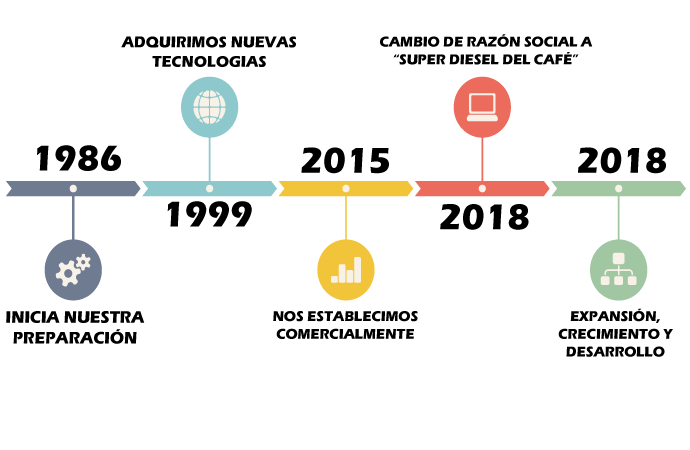 ADQUIRIMOS NUEVAS
TECNOLOGIAS
CAMBIO DE RAZÓN SOCIAL A
“SUPER DIESEL DEL CAFÉ”
1986
2015
2018
1999
2018
INICIA NUESTRA
PREPARACIÓN
NOS ESTABLECIMOS
COMERCIALMENTE
EXPANSIÓN,
CRECIMIENTO Y
DESARROLLO